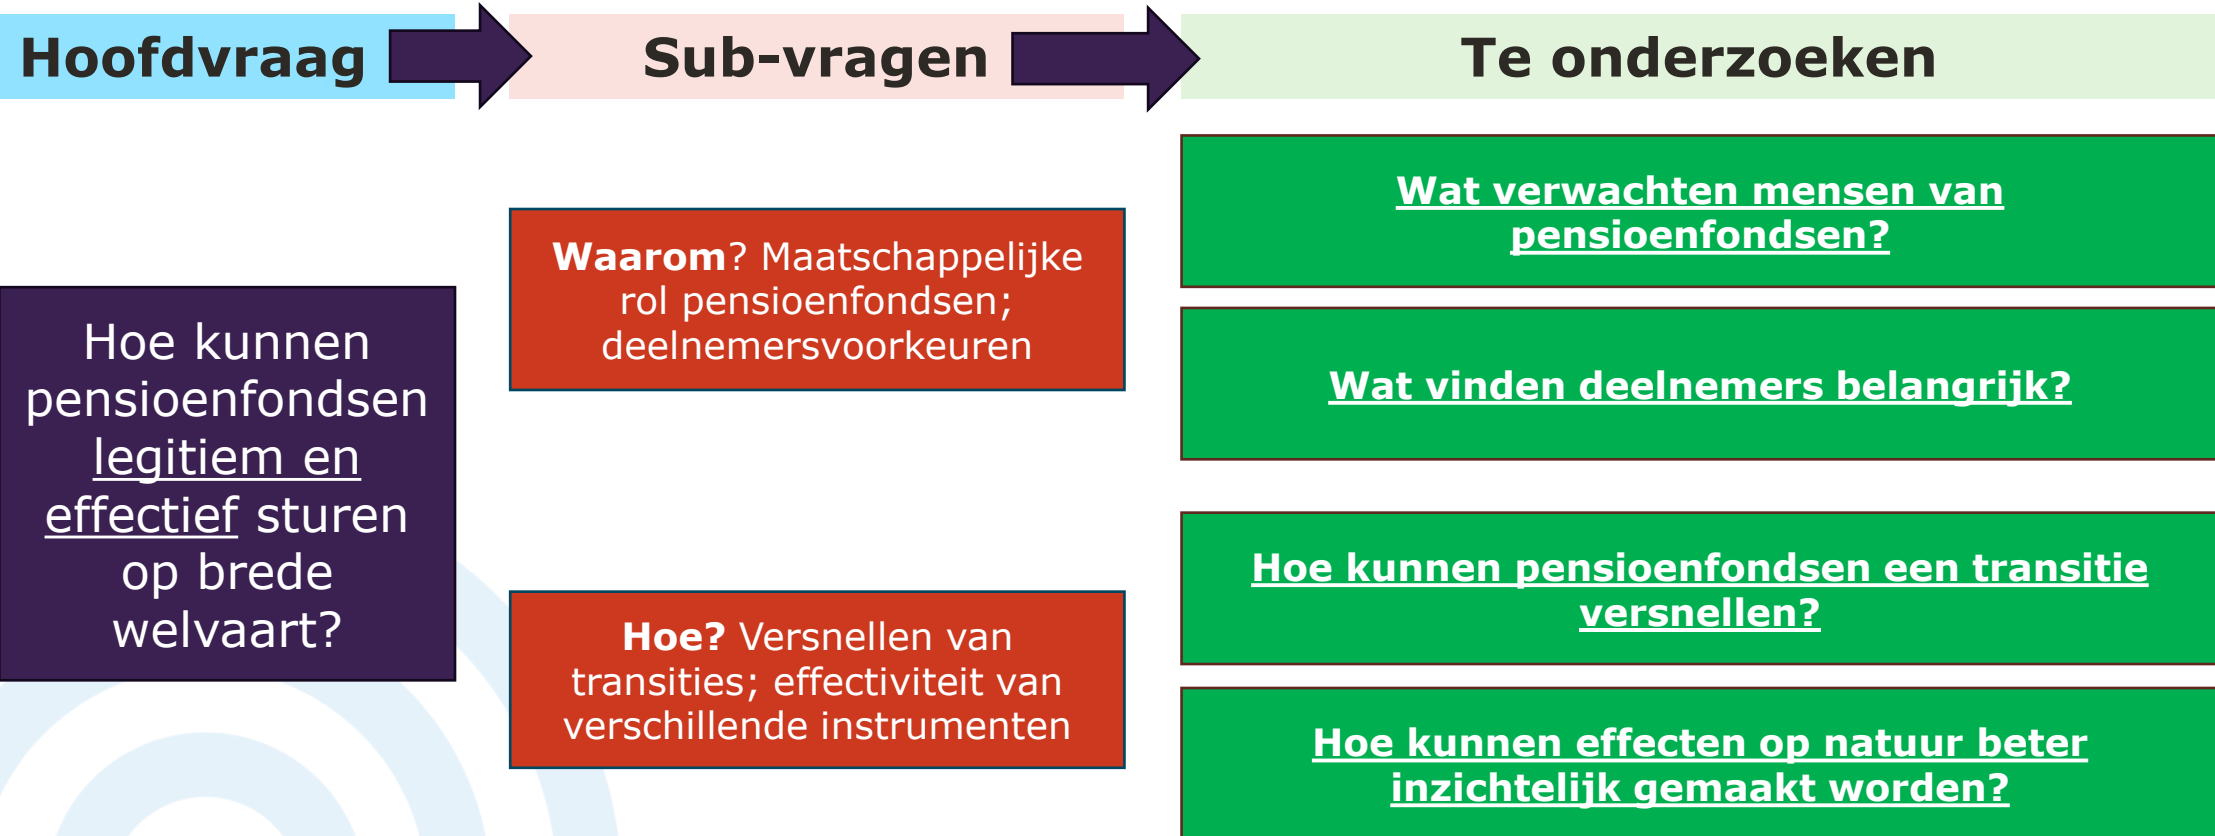 Hoofdvraag
Sub-vragen
Te onderzoeken
Hoe kunnen
pensioenfondsen
legitiem en
effectief sturen
op brede
welvaart?
Waarom? Maatschappelijke
rol pensioenfondsen;
deelnemersvoorkeuren
Hoe? Versnellen van
transities; effectiviteit van
verschillende instrumenten
Wat verwachten mensen van
pensioenfondsen?
Wat vinden deelnemers belangrijk?
Hoe kunnen pensioenfondsen een transitie
versnellen?
Hoe kunnen effecten op natuur beter
inzichtelijk gemaakt worden?